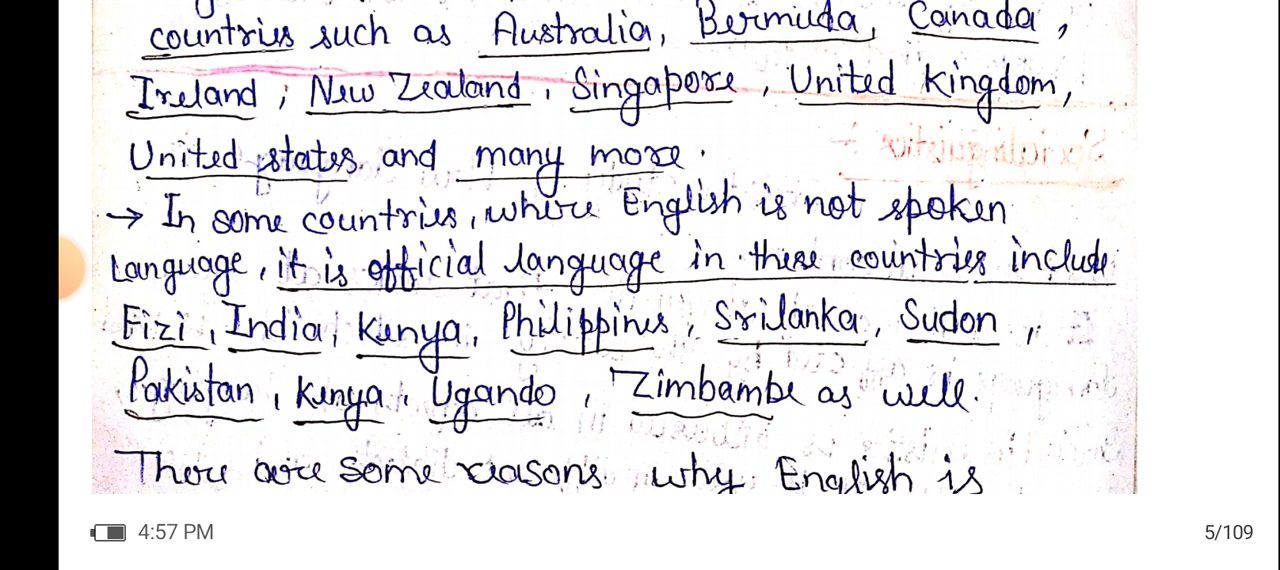 countries such as Australia, Bermuda, Canada,
Ireland, New Zealand, Singapore, United kingdom,
United states and many more.
→ In some countries, where English is not spoken
Language, it is official language in these countries include
Fizi, India, Kenya, Philippines, Srilanka, Sudon,
Pakistan, Kenya, Ugando, Zimbambe as well.
There are some reasons why English is
4:57 PM
5/109